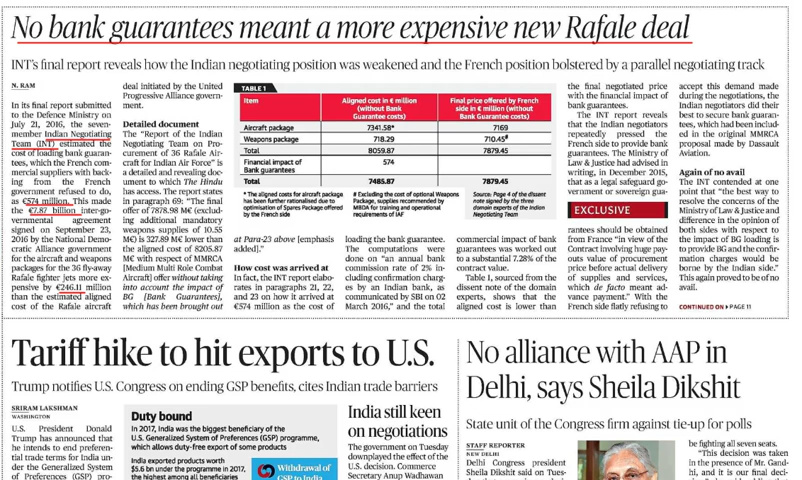 No bank guarantees meant a more expensive new Rafale deal
INT's final report reveals how the Indian negotiating position was weakened and the French position bolstered by a parallel negotiating track
N. RAM
In its final report submitted
to the Defence Ministry on
July 21, 2016, the seven-
member Indian Negotiating
Team (INT) estimated the
cost of loading bank guaran-
tees, which the French com-
mercial suppliers with back-
ing from the French
government refused to do,
as €574 million. This made
the €7.87 billion inter-go-
vernmental agreement
signed on September 23,
2016 by the National Demo-
cratic Alliance government
for the aircraft and weapons
packages for the 36 fly-away
Rafale fighter jets more ex-
pensive by €246.11 million
than the estimated aligned
cost of the Rafale aircraft
deal initiated by the United
Progressive Alliance govern-
ment.
Detailed document
The “Report of the Indian
Negotiating Team on Pro-
curement of 36 Rafale Air-
craft for Indian Air Force” is
a detailed and revealing doc-
ument to which The Hindu
has access. The report states
in paragraph 69: “The final
offer of 7878.98 M€ (exclud-
ing additional mandatory
weapons supplies of 10.55
M€) is 327.89 M€ lower than
the aligned cost of 8205.87
M€ with respect of MMRCA
[Medium Multi Role Combat
Aircraft] offer without taking
into account the impact of
BG [Bank Guarantees],
which has been brought out
TABLE 1
Item
Aligned cost in € million
(without Bank
Guarantee costs)
Final price offered by French
side in € million (without
Bank Guarantee costs)
Aircraft package 7341.58* 7169
Weapons package 718.29 710.45#
Total 8059.87 7879.45
Financial impact of
Bank guarantees 574
Total 7485.87 7879.45
* The aligned costs for aircraft package
has been further rationalised due to
optimisation of Spares Package offered
by the French side
# Excluding the cost of optional Weapons
Package, supplies recommended by
MBDA for training and operational
requirements of IAF
Source: Page 4 of the dissent
note signed by the three
domain experts of the Indian
Negotiating Team
at Para-23 above [emphasis
added].”
How cost was arrived at
In fact, the INT report elabo-
rates in paragraphs 21, 22,
and 23 on how it arrived at
€574 million as the cost of
loading the bank guarantee.
The computations were
done on “an annual bank
commission rate of 2% in-
cluding confirmation charg-
es by an Indian bank, as
communicated by SBI on 02
March 2016,” and the total
commercial impact of bank
guarantees was worked out
to a substantial 7.28% of the
contract value.
Table 1, sourced from the
dissent note of the domain
experts, shows that the
aligned cost is lower than
the final negotiated price
with the financial impact of
bank guarantees.
The INT report reveals
that the Indian negotiators
repeatedly pressed the
French side to provide bank
guarantees. The Ministry of
Law & Justice had advised in
writing, in December 2015,
that as a legal safeguard go-
vernment or sovereign gua-
EXCLUSIVE
rantees should be obtained
from France “in view of the
Contract involving huge pay-
outs value of procurement
price before actual delivery
of supplies and services,
which de facto meant ad-
vance payment.” With the
French side flatly refusing to
accept this demand made
during the negotiations, the
Indian negotiators did their
best to secure bank guaran-
tees, which had been includ-
ed in the original MMRCA
proposal made by Dassault
Aviation.
Again of no avail
The INT contended at one
point that “the best way to
resolve the concerns of the
Ministry of Law & Justice and
difference in the opinion of
both sides with respect to
the impact of BG loading is
to provide BG and the confir-
mation charges would be
borne by the Indian side.”
This again proved to be of no
avail.
CONTINUED ON ▸ PAGE 11
Tariff hike to hit exports to U.S.
Trump notifies U.S. Congress on ending GSP benefits, cites Indian trade barriers
SRIRAM LAKSHMAN
WASHINGTON
U.S. President Donald
Trump has announced that
he intends to end preferen-
tial trade terms for India un-
der the Generalized System
of Preferences (GSP) pro-
Duty bound
In 2017, India was the biggest beneficiary of the
U.S. Generalized System of Preferences (GSP) programme,
which allows duty-free export of some products
India exported products worth
$5.6 bn under the programme in 2017,
the highest among all beneficiaries
Withdrawal of
GSP to India
India still keen
on negotiations
The government on Tuesday
downplayed the effect of the
U.S. decision. Commerce
Secretary Anup Wadhawan
No alliance with AAP in
Delhi, says Sheila Dikshit
State unit of the Congress firm against tie-up for polls
STAFF REPORTER
NEW DELHI
Delhi Congress president
Sheila Dikshit said on Tues-
be fighting all seven seats.
“This decision was taken
in the presence of Mr. Gand-
hi, and it is our final deci-